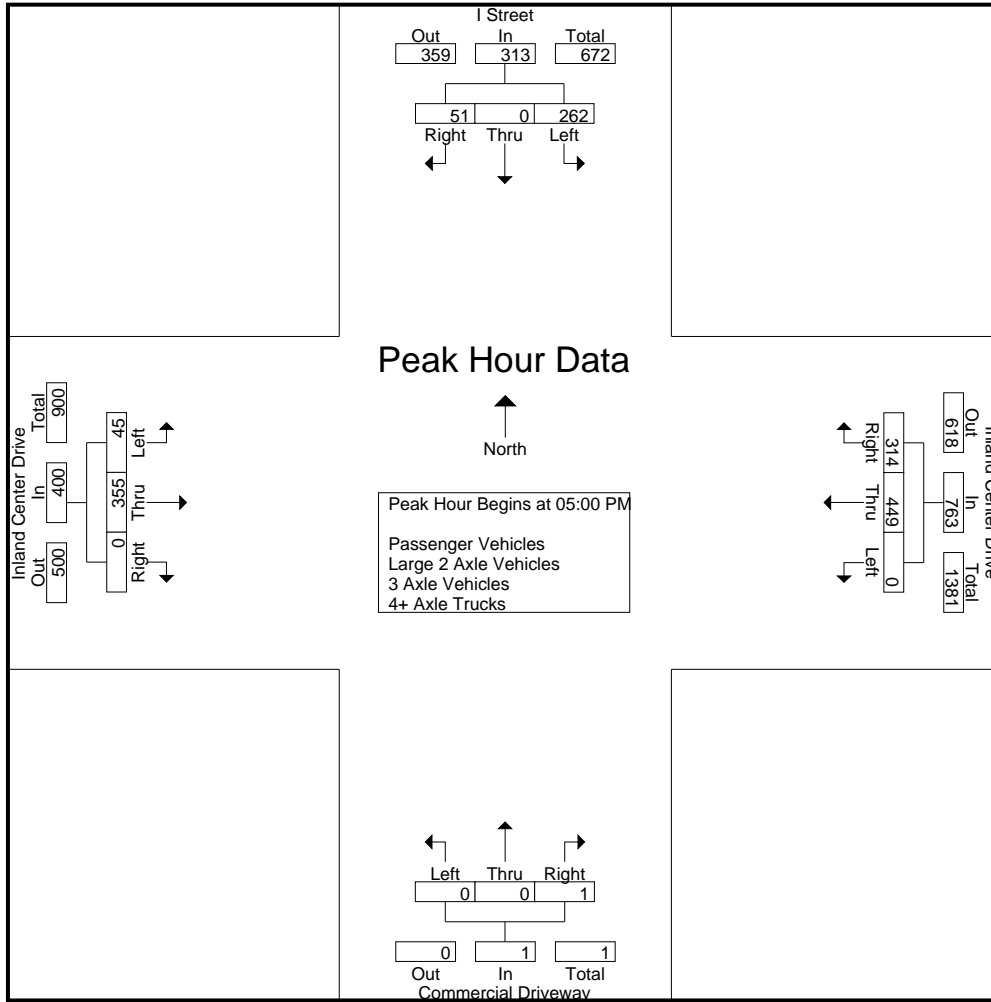 I Street
Out In Total
359 313 672
51 0 262
Right Thru Left
Peak Hour Data
North
Peak Hour Begins at 05:00 PM
Passenger Vehicles
Large 2 Axle Vehicles
3 Axle Vehicles
4+ Axle Trucks
Inland Center Drive
Out In Total
500 400 900
45 355 0
Left Thru Right
Inland Center Drive
Out In Total
618 763 1381
314 449 0
Right Thru Left
Left Thru Right
0 0 1
0 1 1
Out In Total
Commercial Driveway